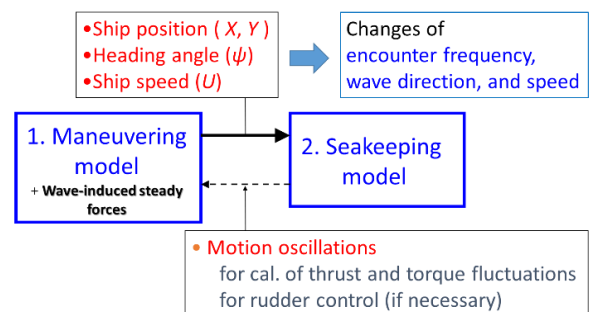 •Ship position ( X, Y )
•Heading angle (ψ)
•Ship speed (U)
Changes of
encounter frequency,
wave direction, and speed
1. Maneuvering
model
+ Wave-induced steady
forces
2. Seakeeping
model
• Motion oscillations
for cal. of thrust and torque fluctuations
for rudder control (if necessary)